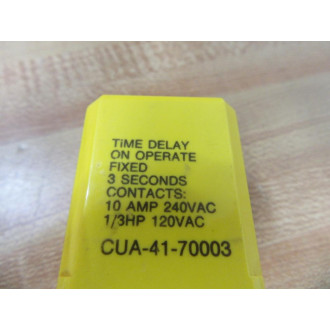 TIME DELAY
ON OPERATE
FIXED
3 SECONDS
CONTACTS:
10 AMP 240VAC
1/3HP 120VAC
CUA-41-70003